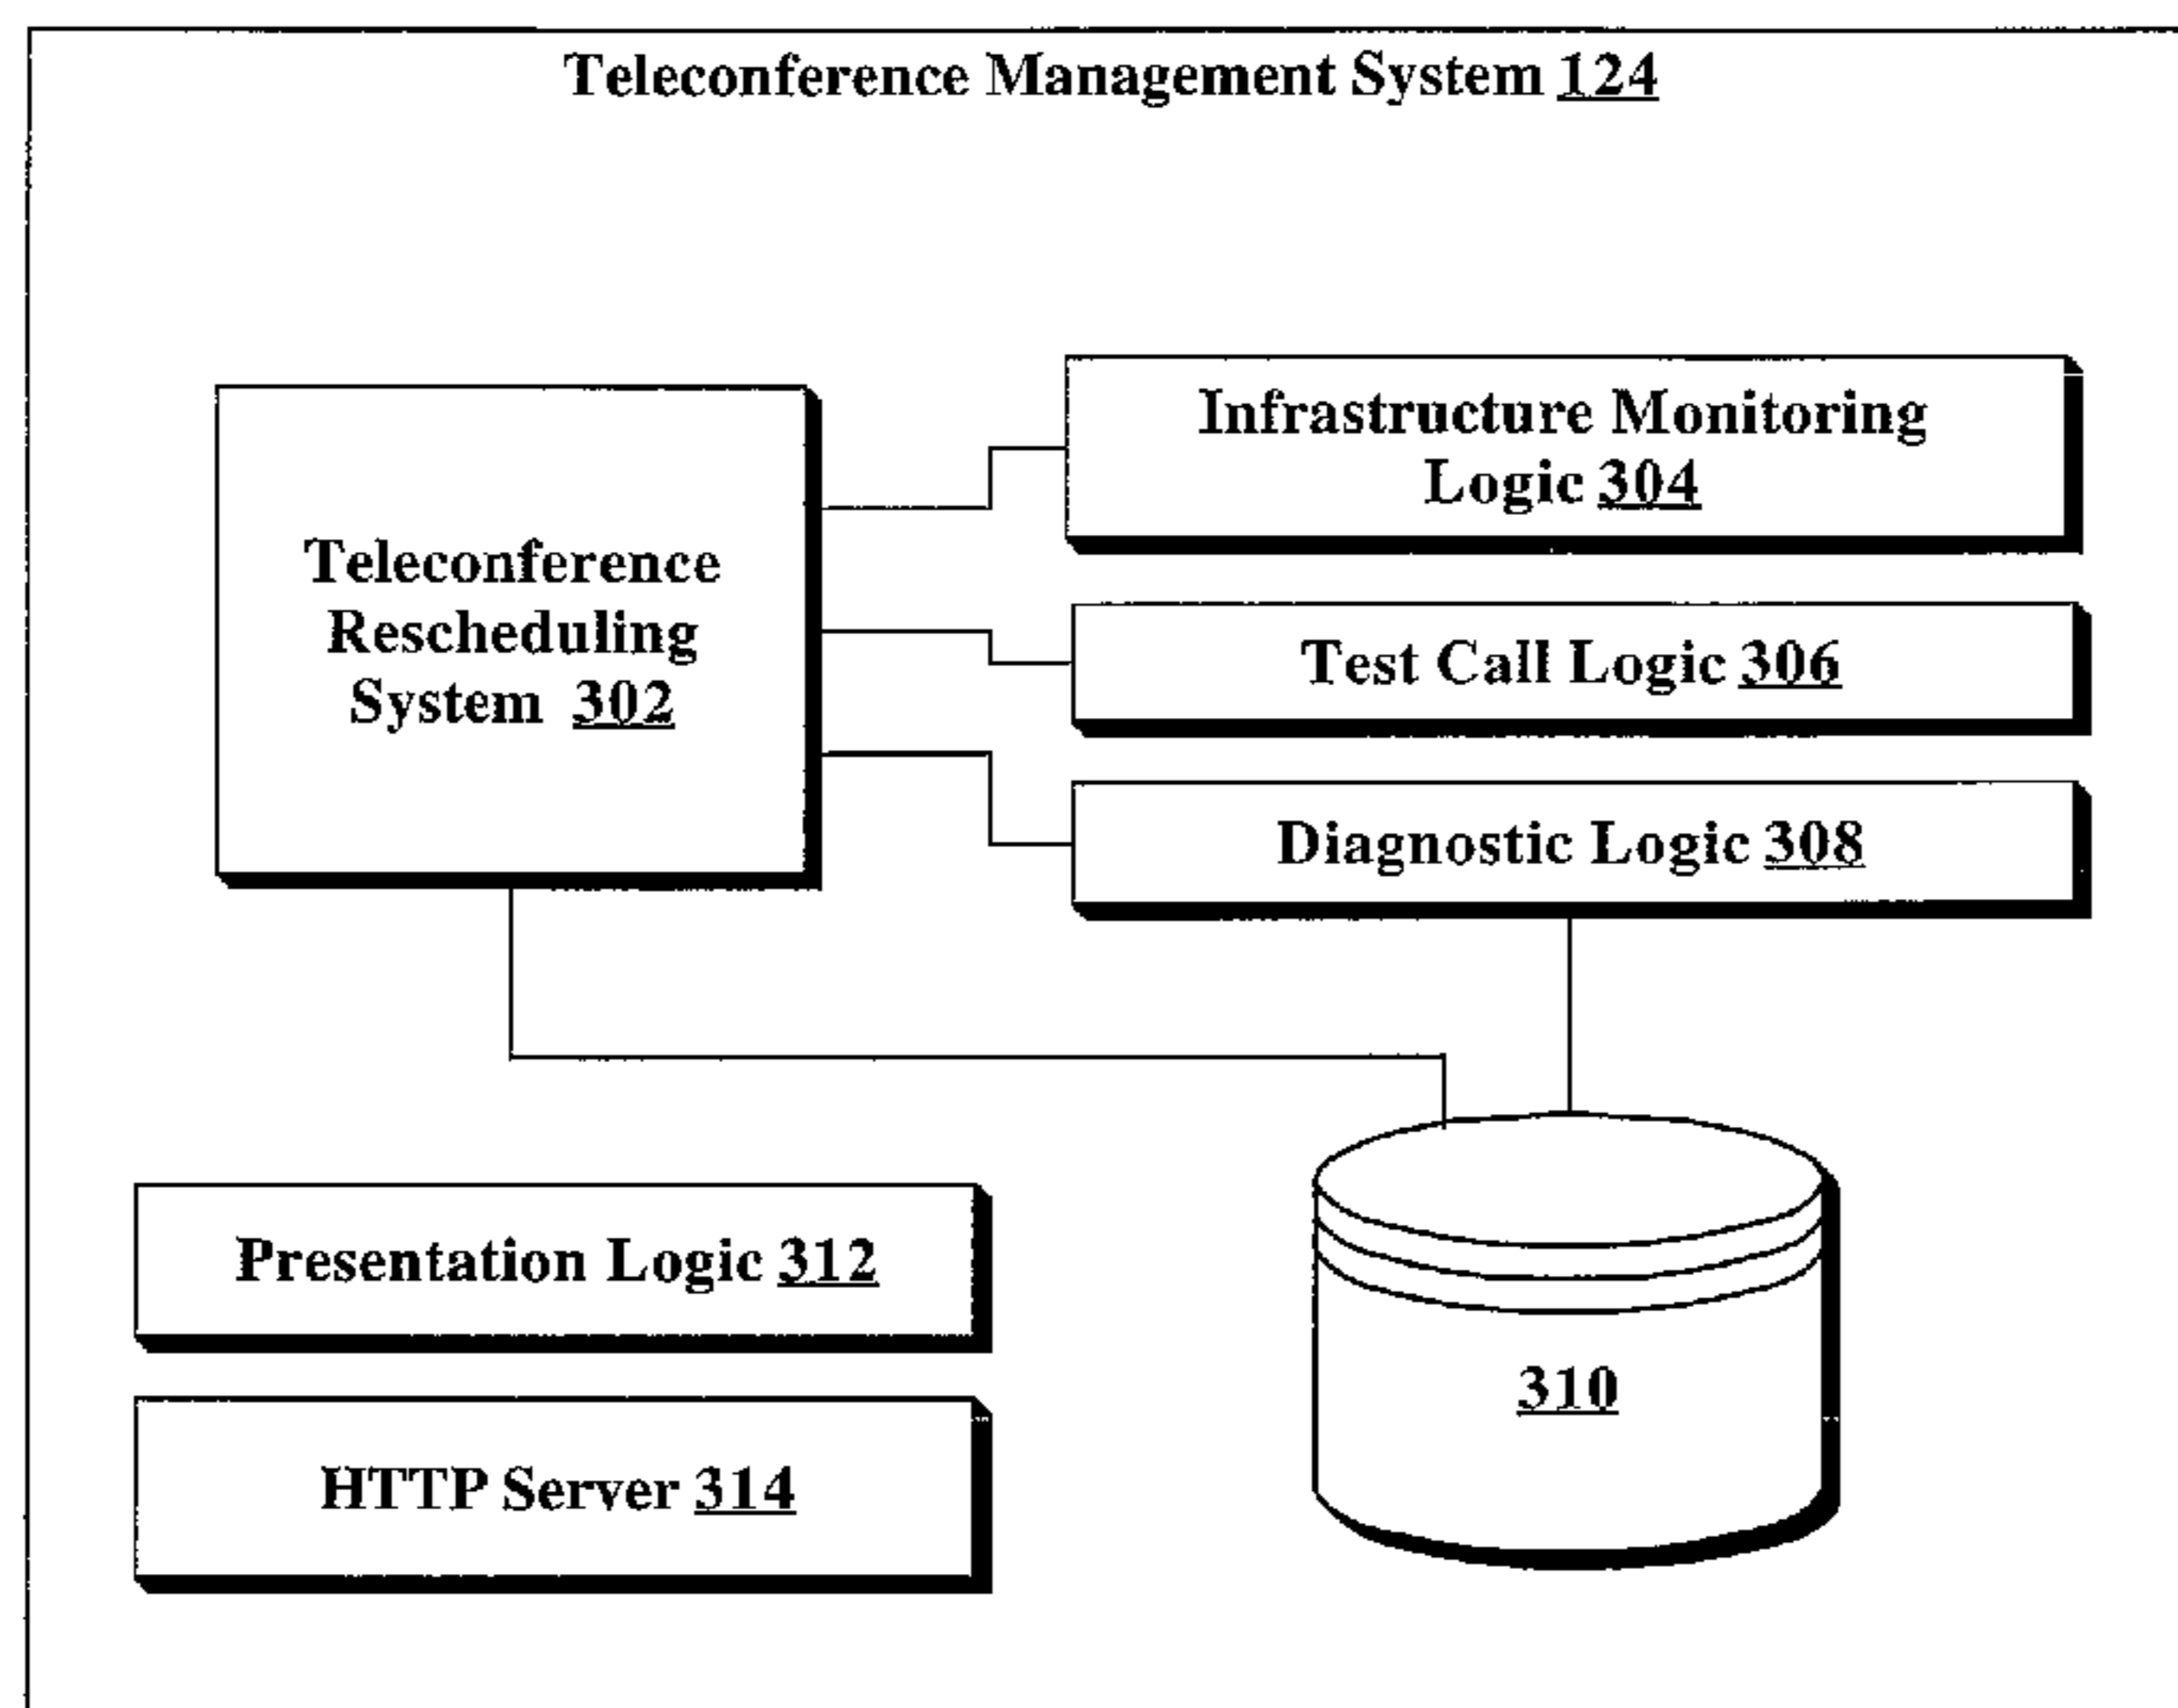 Teleconference Management System 124
Infrastructure Monitoring
Logic 304
Teleconference
Rescheduling
System 302
Test Call Logic 306
Diagnostic Logic 308
Presentation Logic 312
310
HTTP Server 314